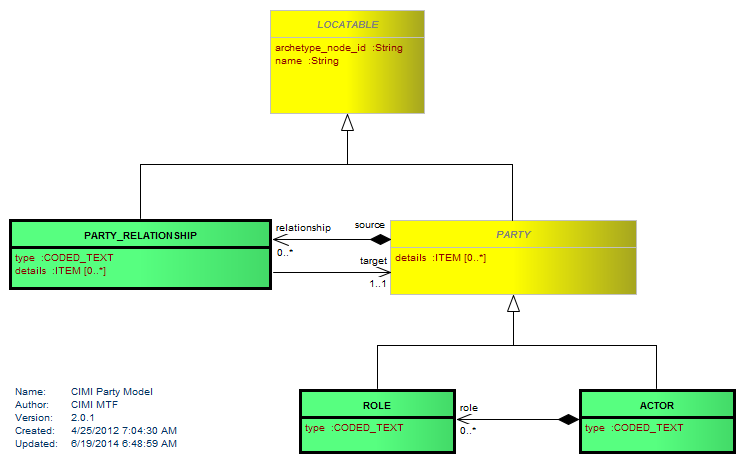 LOCATABLE
archetype_node_id :String
name :String
PARTY_RELATIONSHIP
type :CODED_TEXT
details :ITEM [0..*]
relationship
source
0..*
target
1..1
PARTY
details :ITEM [0..*]
ROLE
type :CODED_TEXT
role
0..*
ACTOR
type :CODED_TEXT
Name: CIMI Party Model
Author: CIMI MTF
Version: 2.0.1
Created: 4/25/2012 7:04:30 AM
Updated: 6/19/2014 6:48:59 AM